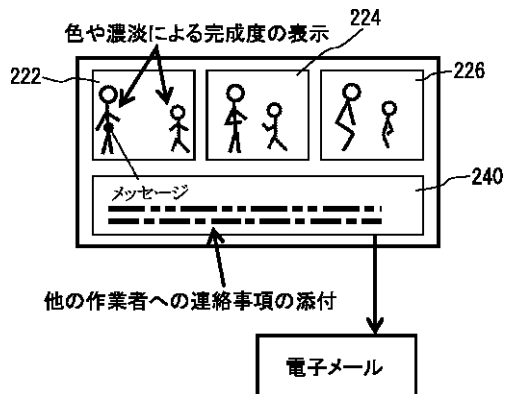 色や濃淡による完成度の表示
222
224
226
メッセージ
240
他の作業者への連絡事項の添付
電子メール